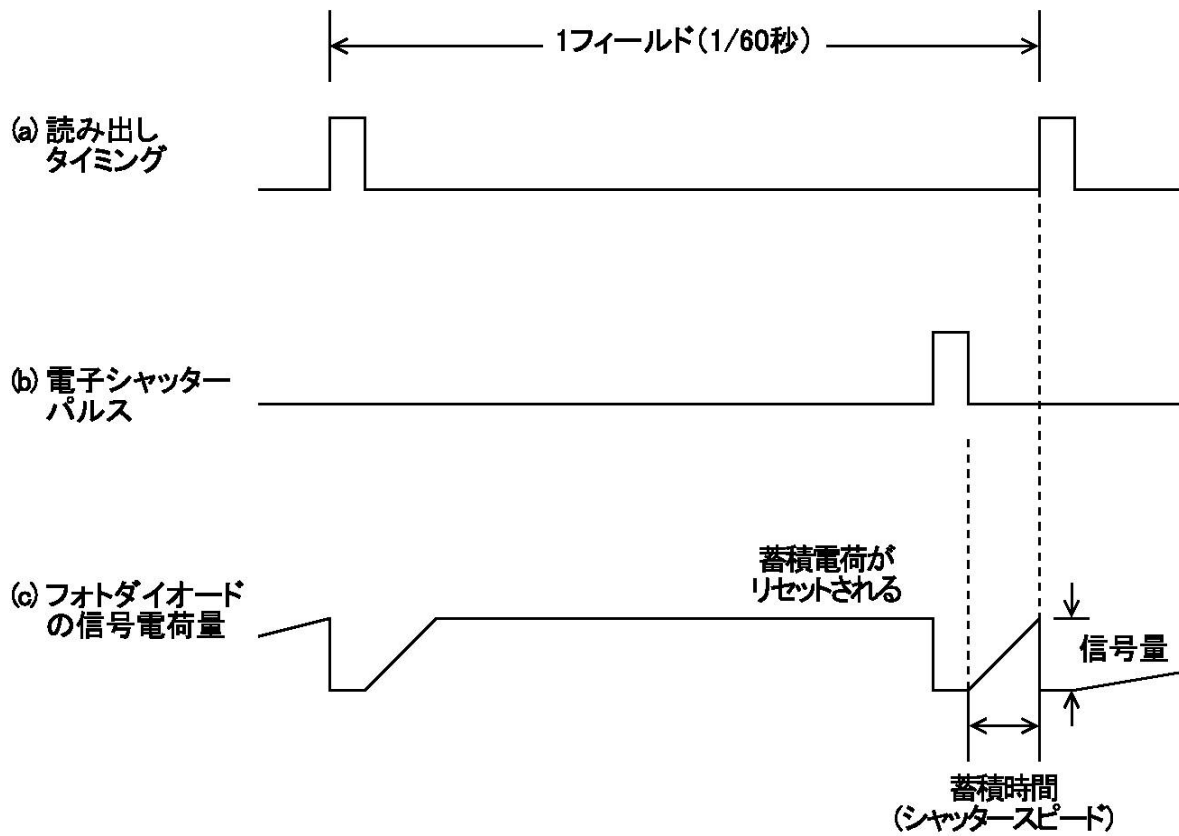 1フィールド(1/60秒)
(a) 読み出し
タイミング
(b) 電子シャッター
パルス
蓄積電荷が
リセットされる
(c) フォトダイオード
の信号電荷量
信号量
蓄積時間
(シャッタースピード)